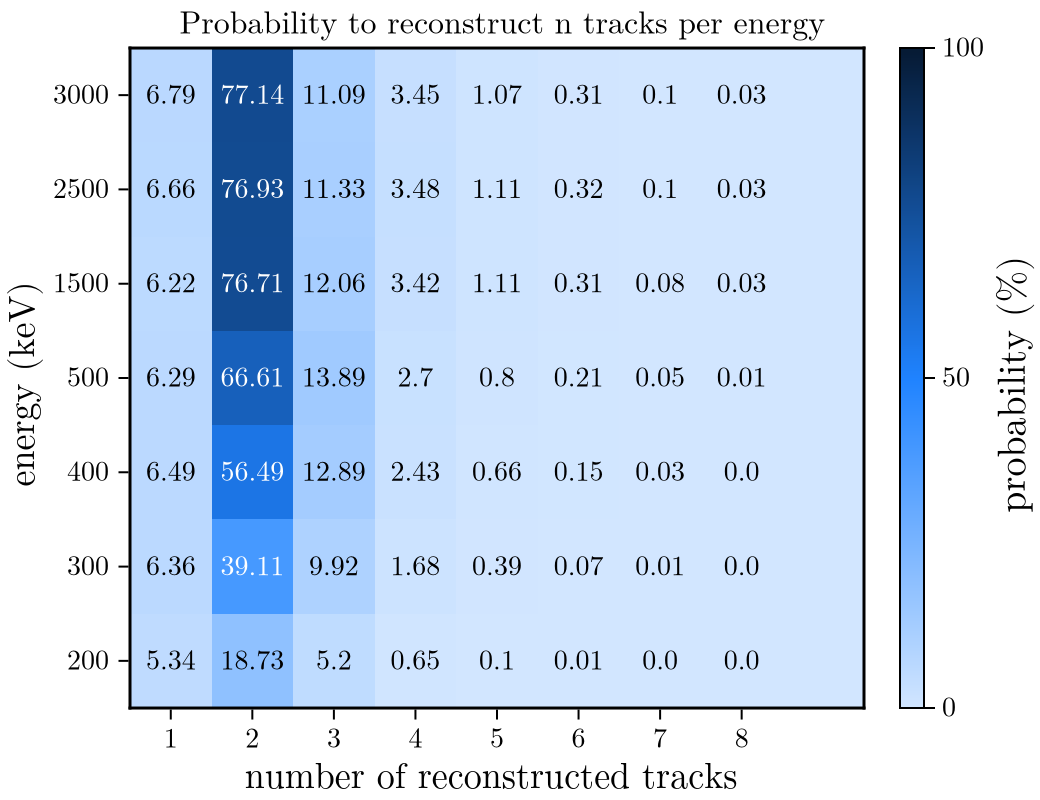 Probability to reconstruct n tracks per energy
3000 6.79 77.14 11.09 3.45 1.07 0.31 0.1 0.03
2500 6.66 76.93 11.33 3.48 1.11 0.32 0.1 0.03
1500 6.22 76.71 12.06 3.42 1.11 0.31 0.08 0.03
500 6.29 66.61 13.89 2.7 0.8 0.21 0.05 0.01
400 6.49 56.49 12.89 2.43 0.66 0.15 0.03 0.0
300 6.36 39.11 9.92 1.68 0.39 0.07 0.01 0.0
200 5.34 18.73 5.2 0.65 0.1 0.01 0.0 0.0
1 2 3 4 5 6 7 8
number of reconstructed tracks
energy (keV)
100
50
0
probability (%)